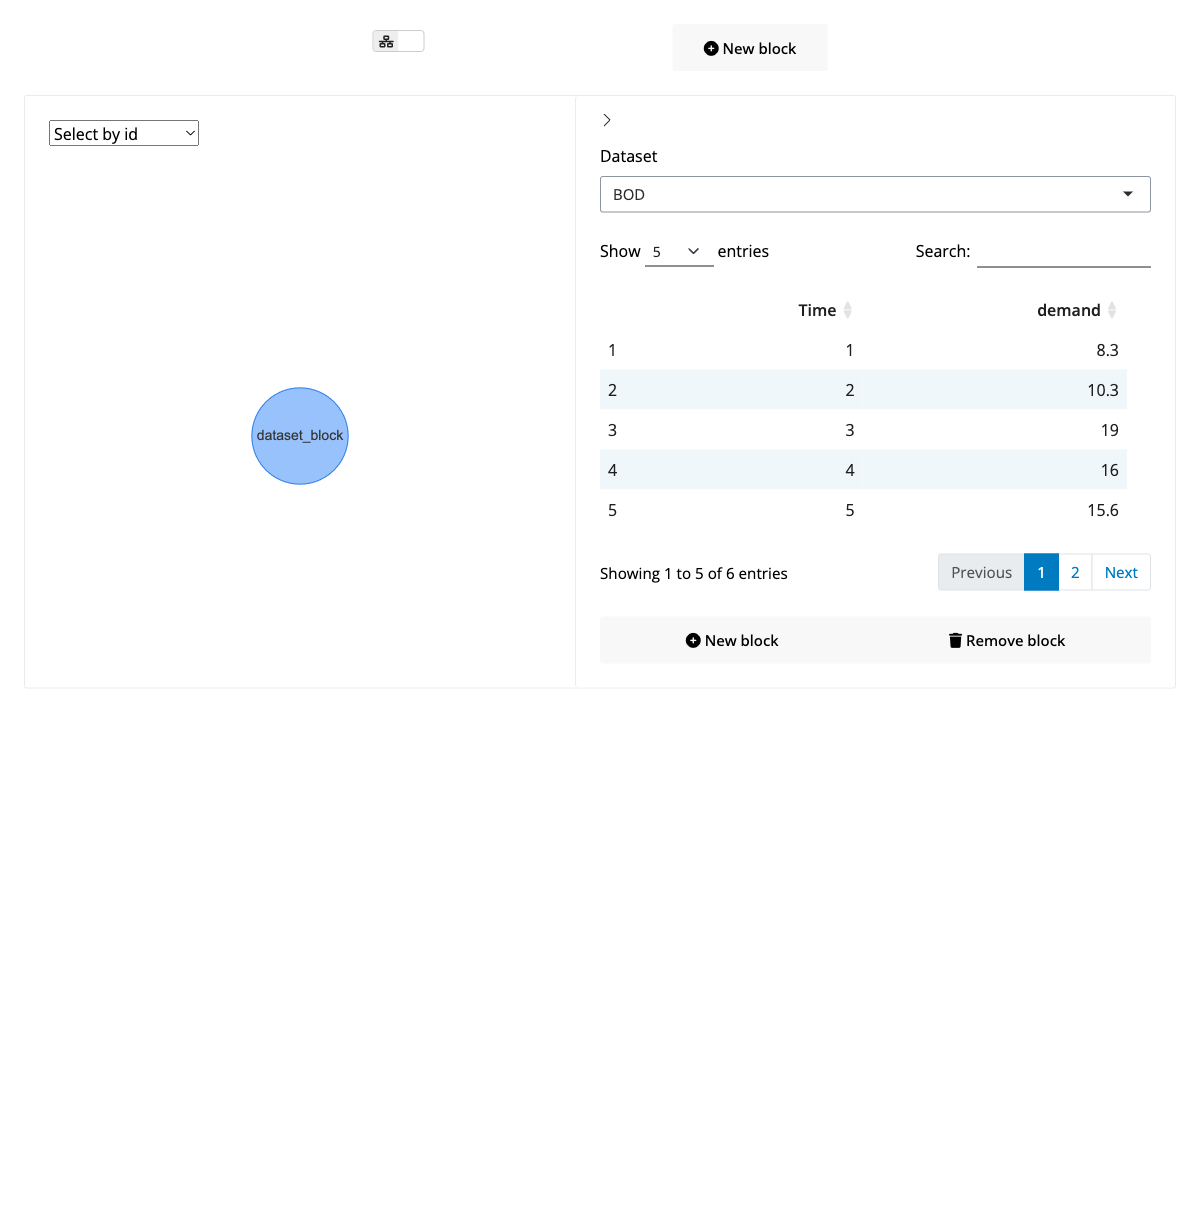 New block
Select by id
Dataset
BOD
Show 5 entries Search:
Time demand
1 1 8.3
2 2 10.3
3 3 19
4 4 16
5 5 15.6
dataset_block
Showing 1 to 5 of 6 entries Previous 1 2 Next
New block Remove block